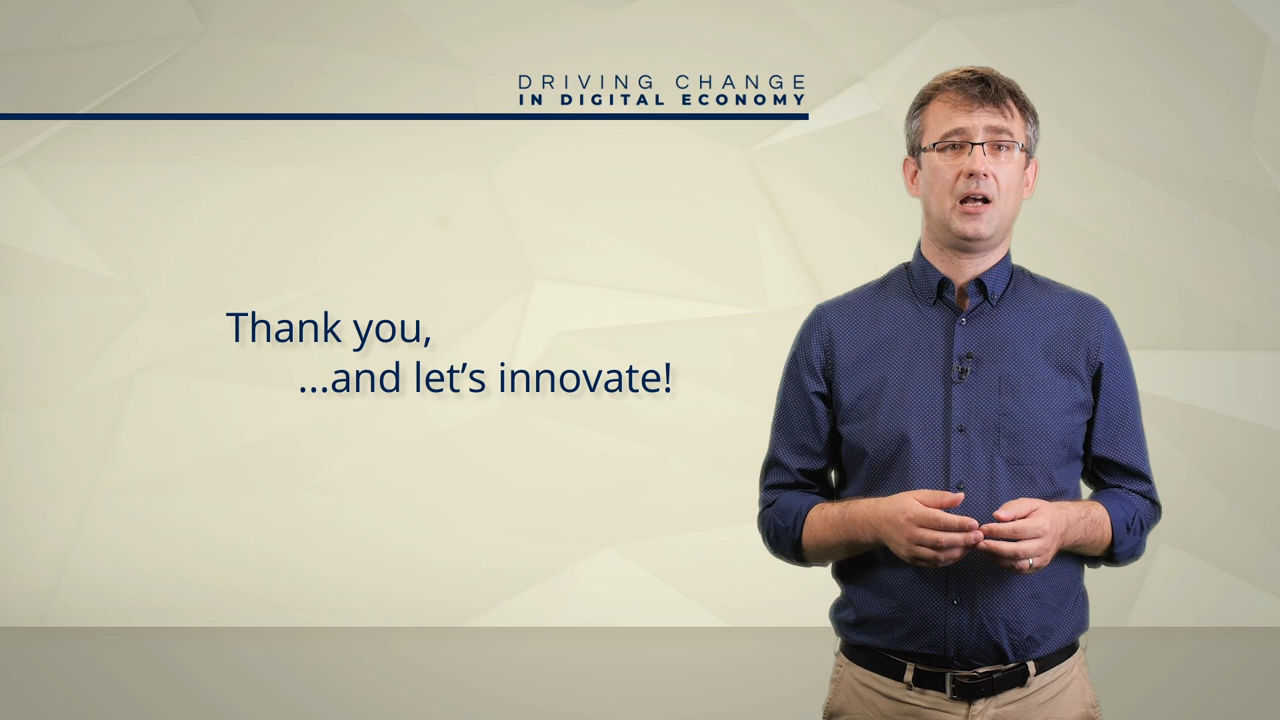 DRIVING CHANGE
IN DIGITAL ECONOMY
Thank you,
...and let’s innovate!